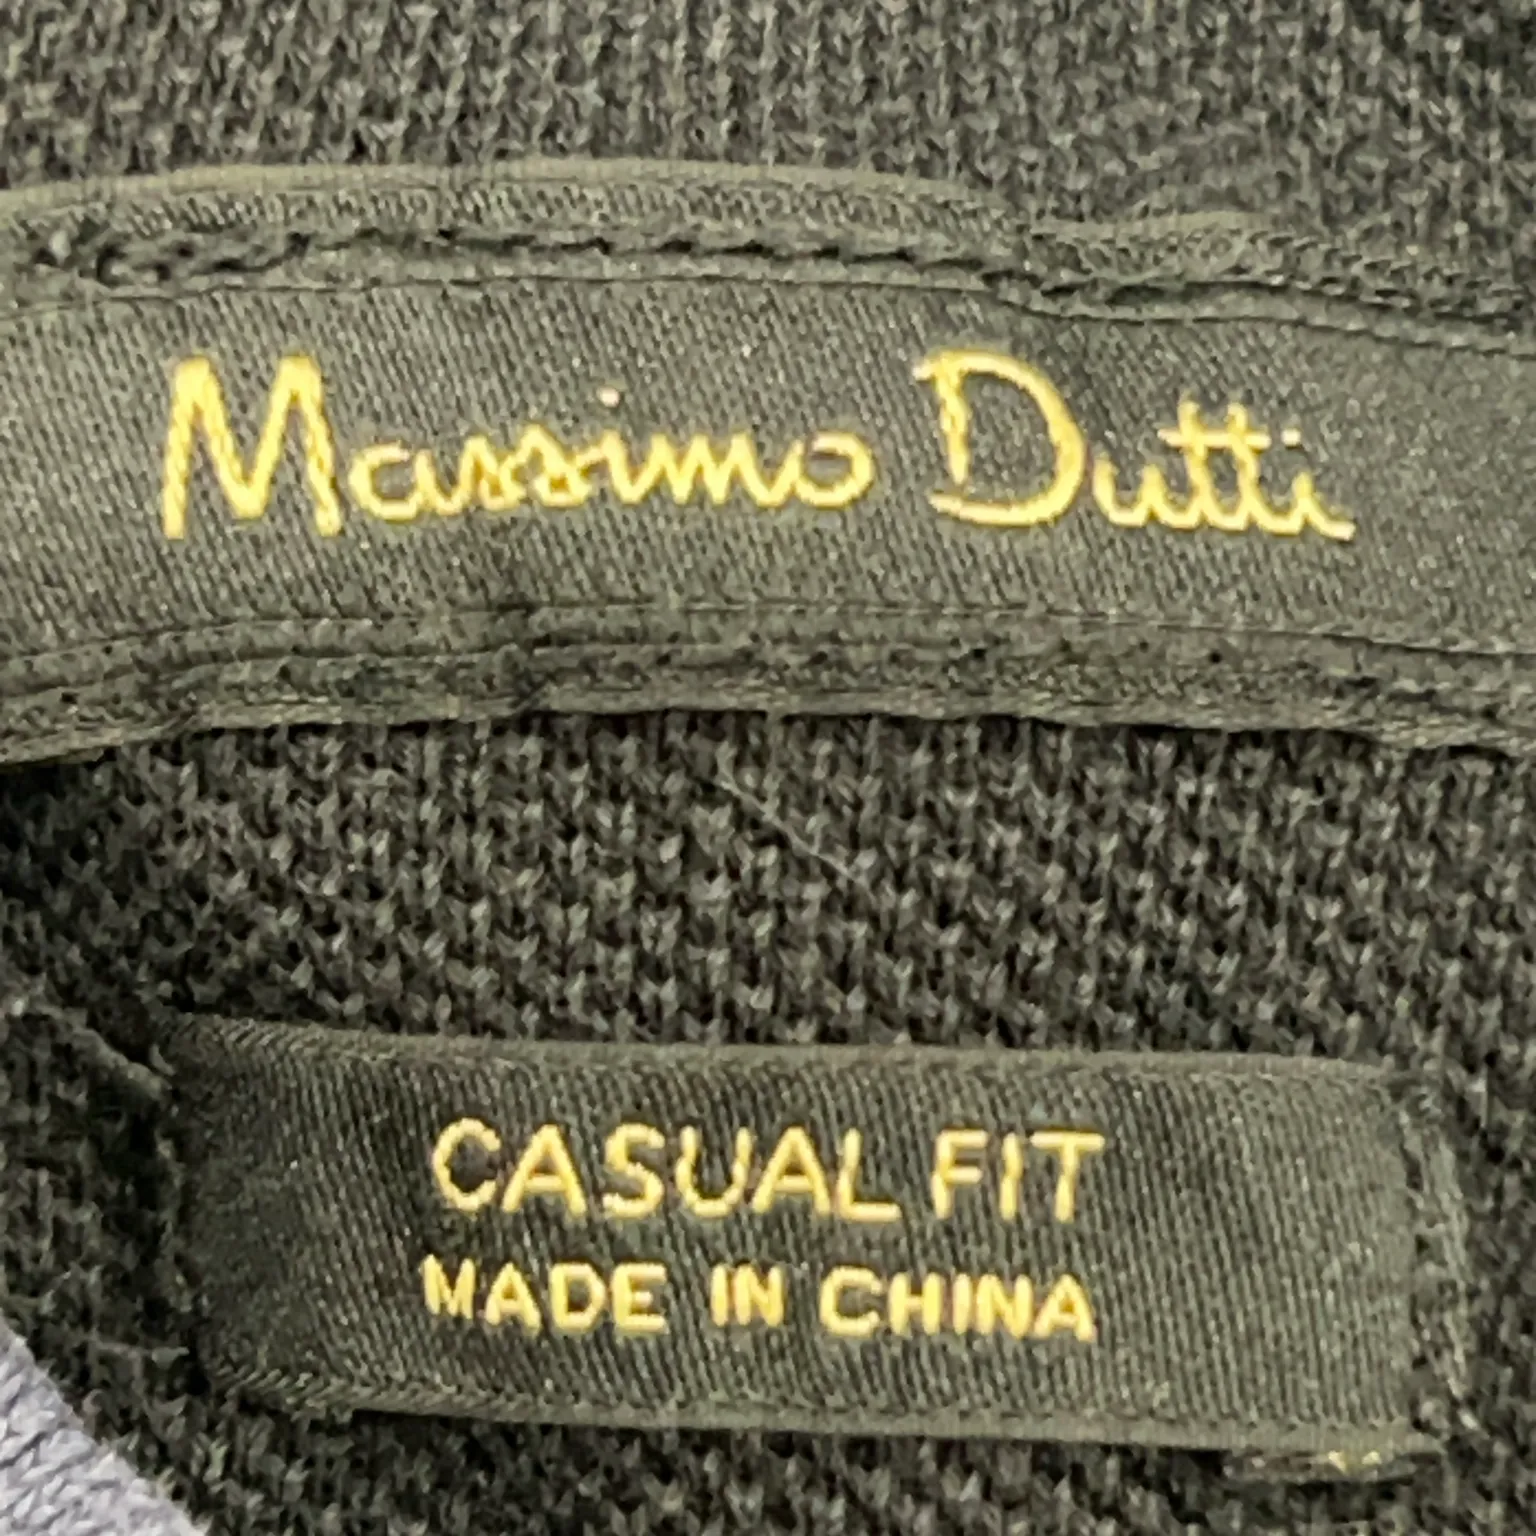 Massimo Dutti
CASUAL FIT
MADE IN CHINA